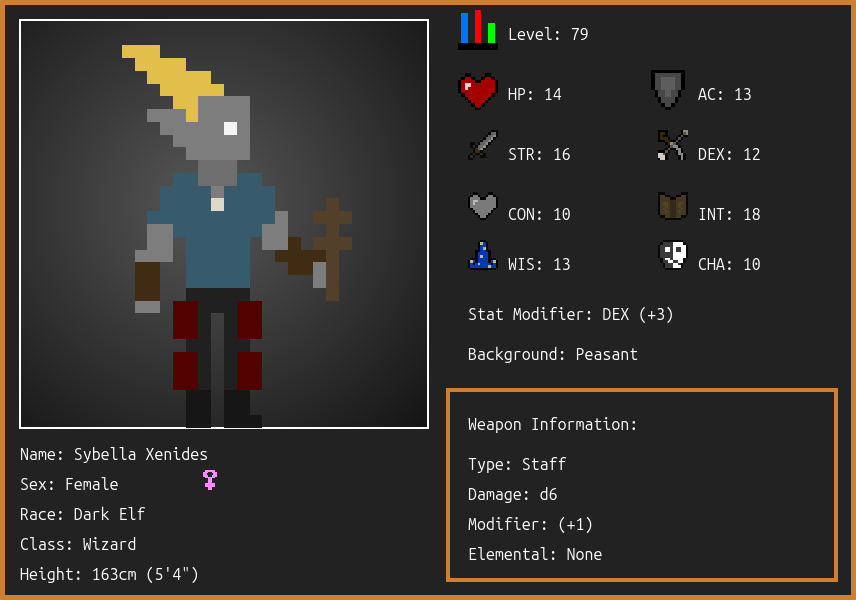 Level: 79
HP: 14
AC: 13
STR: 16
DEX: 12
CON: 10
INT: 18
WIS: 13
CHA: 10
Stat Modifier: DEX (+3)
Background: Peasant
Weapon Information:
Type: Staff
Damage: d6
Modifier: (+1)
Elemental: None
Name: Sybella Xenides
Sex: Female
Race: Dark Elf
Class: Wizard
Height: 163cm (5'4")